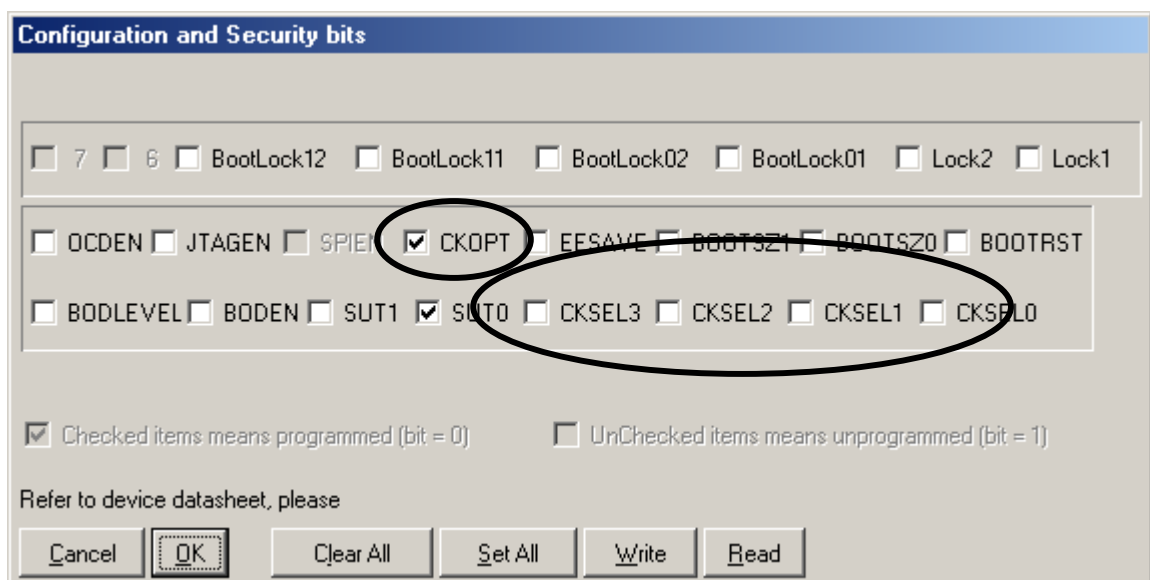 Configuration and Security bits
7 6 BootLock12 BootLock11 BootLock02 BootLock01 Lock2 Lock1
OCDEN JTAGEN SPIEN CKOPT EESAVE BOOTSZ1 BOOTSZ0 BOOTRST
BODLEVEL BODEN SUT1 SUT0 CKSEL3 CKSEL2 CKSEL1 CKSEL0
Checked items means programmed (bit = 0) UnChecked items means unprogrammed (bit = 1)
Refer to device datasheet, please
Cancel OK Clear All Set All Write Read